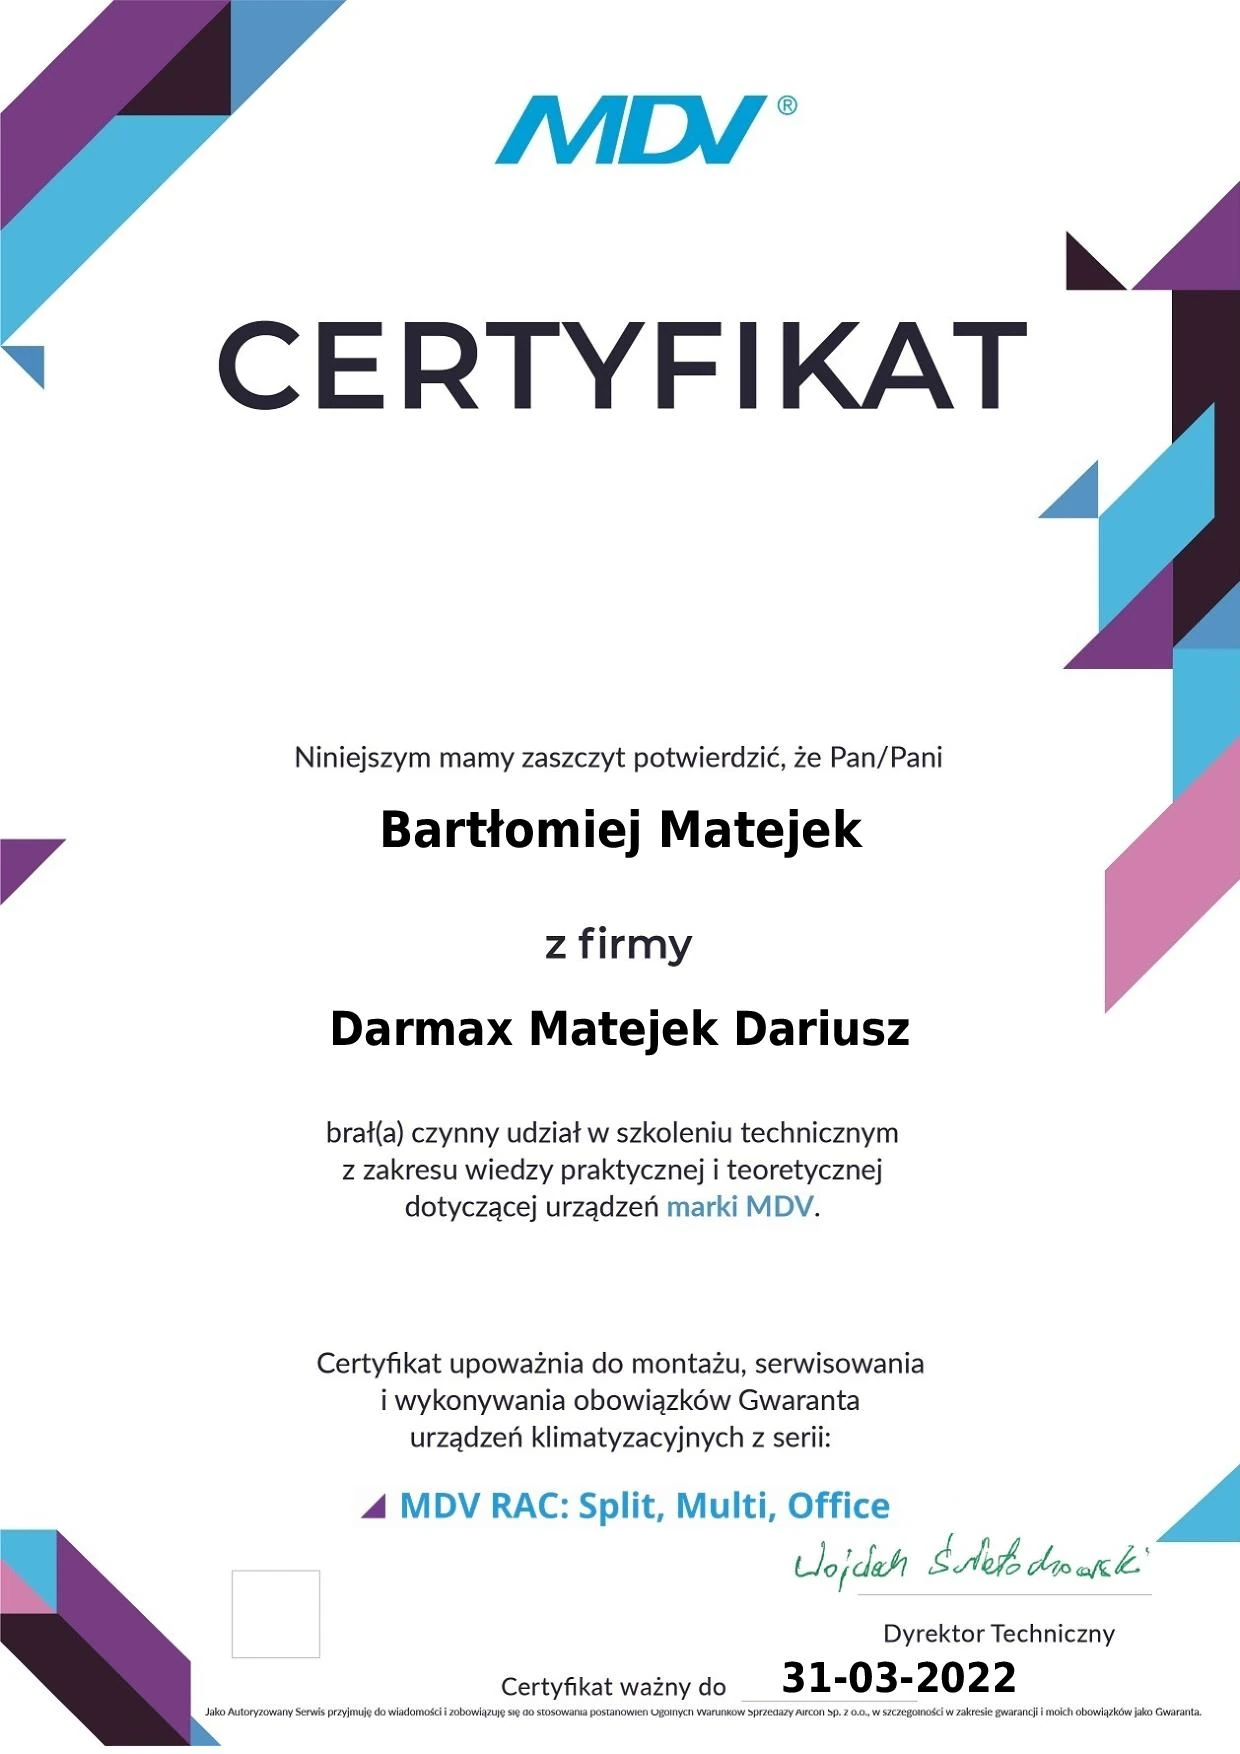 MDV®
CERTYFIKAT
Niniejszym mamy zaszczyt potwierdzić, że Pan/Pani
Bartłomiej Matejek
z firmy
Darmax Matejek Dariusz
brał(a) czynny udział w szkoleniu technicznym
z zakresu wiedzy praktycznej i teoretycznej
dotyczącej urządzeń marki MDV.
Certyfikat upoważnia do montażu, serwisowania
i wykonywania obowiązków Gwaranta
urządzeń klimatyzacyjnych z serii:
MDV RAC: Split, Multi, Office
Dyrektor Techniczny
Certyfikat ważny do 31-03-2022
Jako Autoryzowany Serwis przyjmuję do wiadomości i zobowiązuję się do stosowania postanowień Ogólnych Warunków Sprzedaży Aircon Sp. z o.o., w szczególności w zakresie gwarancji i moich obowiązków jako Gwaranta.